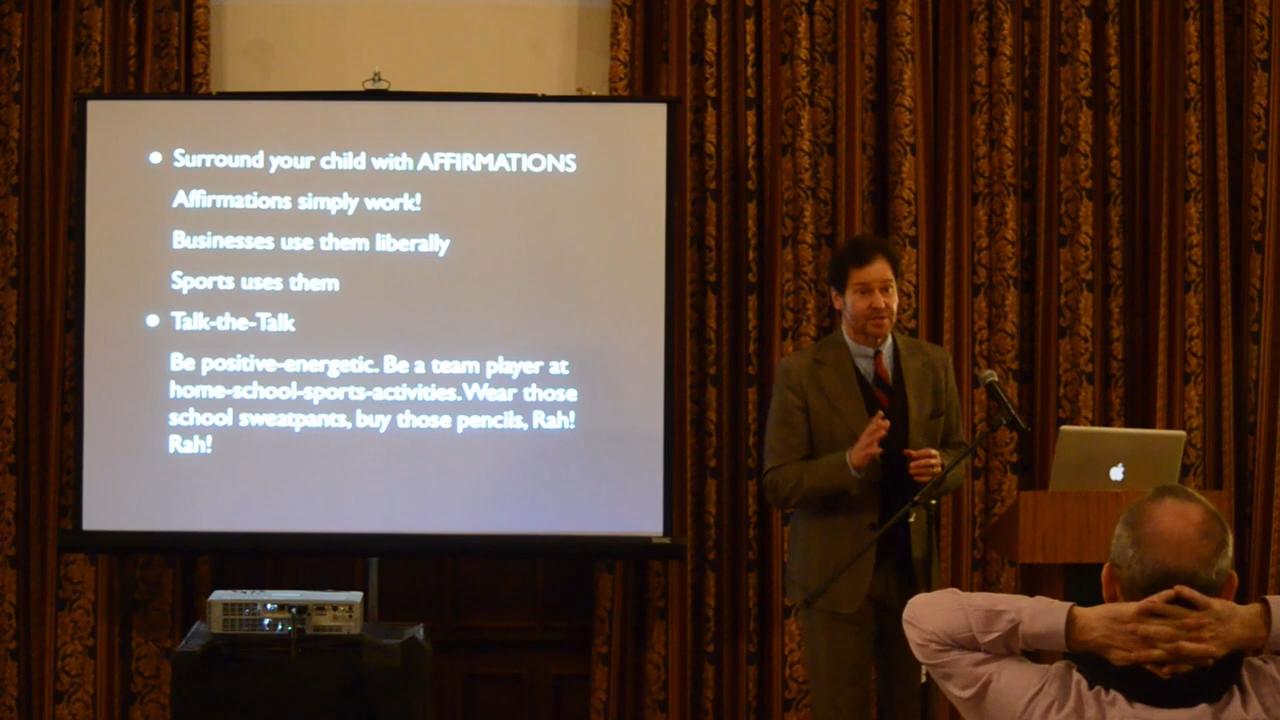 • Surround your child with AFFIRMATIONS
Affirmations simply work!
Businesses use them liberally
Sports uses them
• Talk-the-Talk
Be positive-energetic. Be a team player at
home-school-sports-activities. Wear those
school sweatpants, buy those pencils, Rah!
Rah!